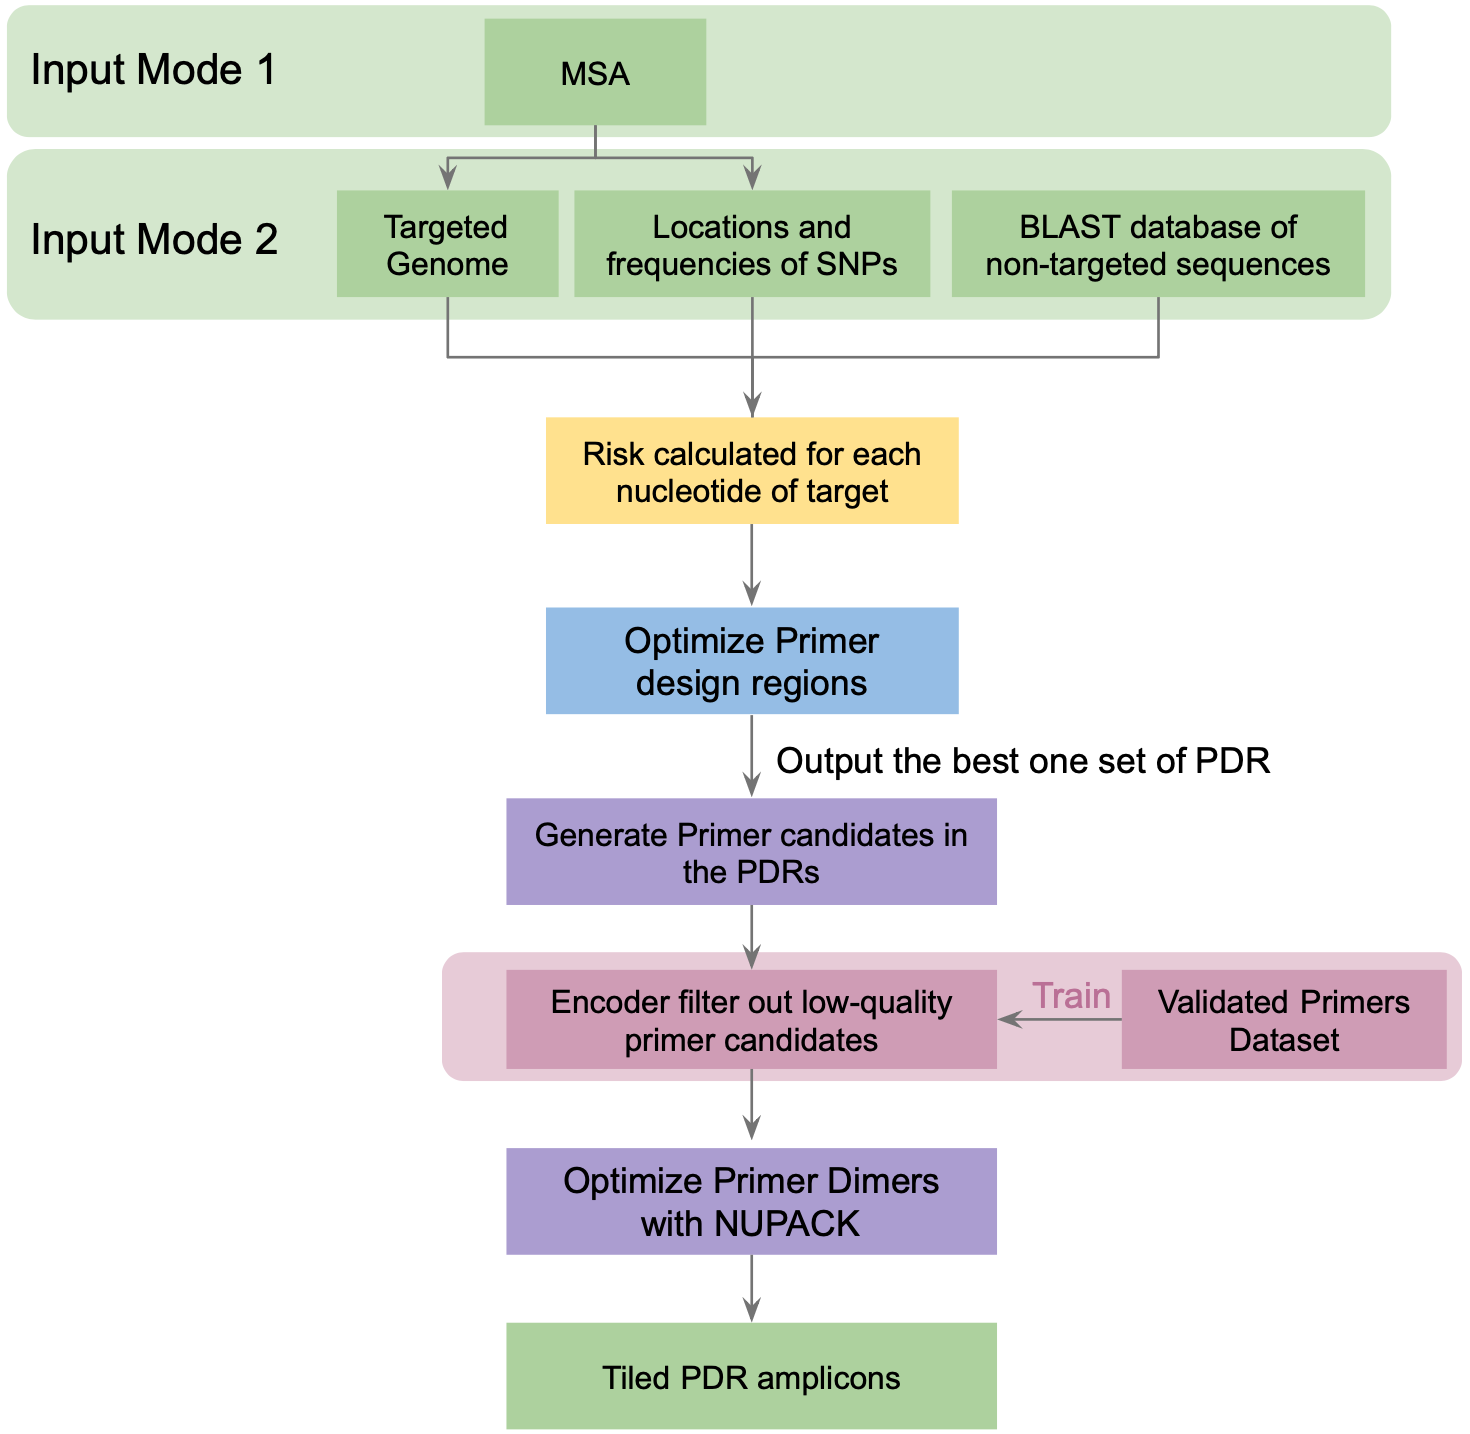 Input Mode 1
MSA
Input Mode 2
Targeted
Genome
Locations and
frequencies of SNPs
BLAST database of
non-targeted sequences
Risk calculated for each
nucleotide of target
Optimize Primer
design regions
Output the best one set of PDR
Generate Primer candidates in
the PDRs
Encoder filter out low-quality
primer candidates
Train
Validated Primers
Dataset
Optimize Primer Dimers
with NUPACK
Tiled PDR amplicons